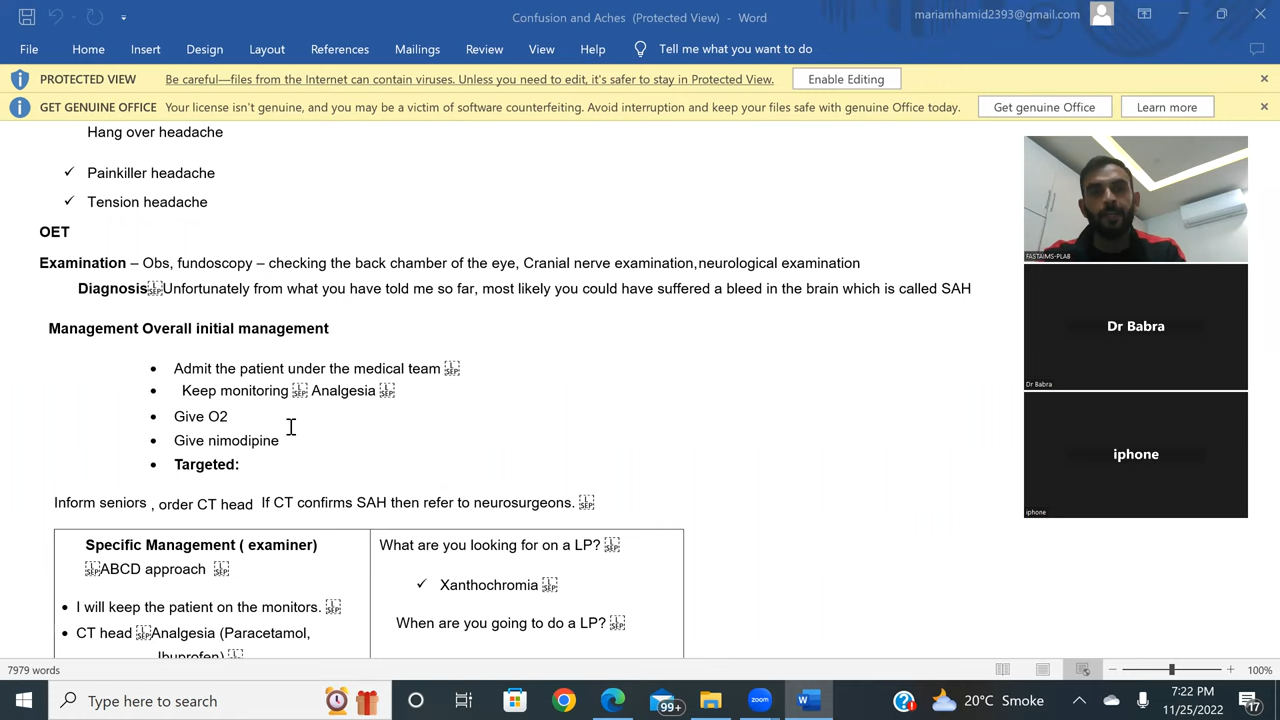 Confusion and Aches (Protected View) - Word
mariamhamid2393@gmail.com
File Home Insert Design Layout References Mailings Review View Help Tell me what you want to do
PROTECTED VIEW Be careful—files from the Internet can contain viruses. Unless you need to edit, it's safer to stay in Protected View. Enable Editing
GET GENUINE OFFICE Your license isn't genuine, and you may be a victim of software counterfeiting. Avoid interruption and keep your files safe with genuine Office today. Get genuine Office Learn more
Hang over headache
✓ Painkiller headache
✓ Tension headache
OET
Examination – Obs, fundoscopy – checking the back chamber of the eye, Cranial nerve examination,neurological examination
Diagnosis Unfortunately from what you have told me so far, most likely you could have suffered a bleed in the brain which is called SAH
Management Overall initial management
• Admit the patient under the medical team
• Keep monitoring Analgesia
• Give O2
• Give nimodipine
• Targeted:
Inform seniors , order CT head If CT confirms SAH then refer to neurosurgeons.
Specific Management ( examiner)
ABCD approach
• I will keep the patient on the monitors.
• CT head Analgesia (Paracetamol,
Ibuprofen)
What are you looking for on a LP?
✓ Xanthochromia
When are you going to do a LP?
FASTAIMS-PLAB
Dr Babra
Dr Babra
iphone
iphone
7979 words
100%
Type here to search
zoom
99+
20°C Smoke
7:22 PM
11/25/2022
17